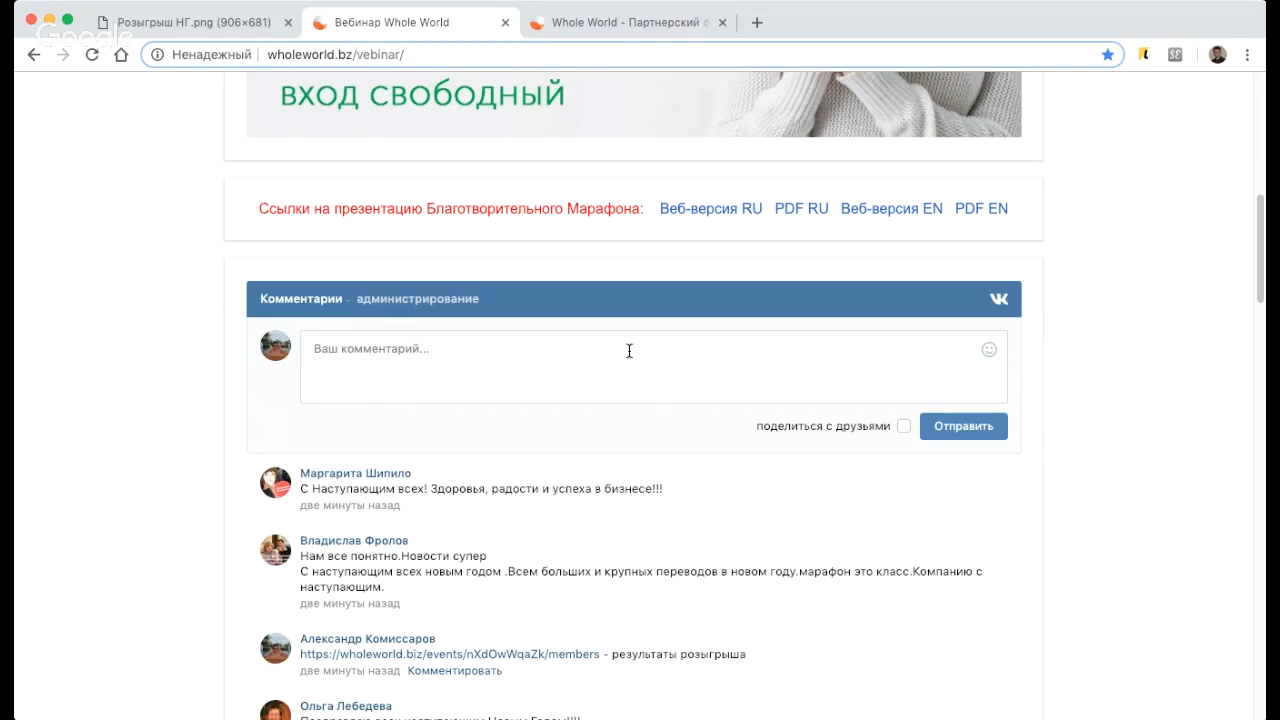 Розыгрыш НГ.png (906×681)
Вебинар Whole World
Whole World - Партнерский
Google
Ненадежный
wholeworld.bz/vebinar/
ВХОД СВОБОДНЫЙ
Ссылки на презентацию Благотворительного Марафона: Веб-версия RU PDF RU Веб-версия EN PDF EN
Комментарии - администрирование
Ваш комментарий...
поделиться с друзьями
Отправить
Маргарита Шипило
С Наступающим всех! Здоровья, радости и успеха в бизнесе!!!
две минуты назад
Владислав Фролов
Нам все понятно.Новости супер
С наступающим всех новым годом .Всем больших и крупных переводов в новом году.марафон это класс.Компанию с
наступающим.
две минуты назад
Александр Комиссаров
https://wholeworld.biz/events/nXdOwWqaZk/members - результаты розыгрыша
две минуты назад Комментировать
Ольга Лебедева